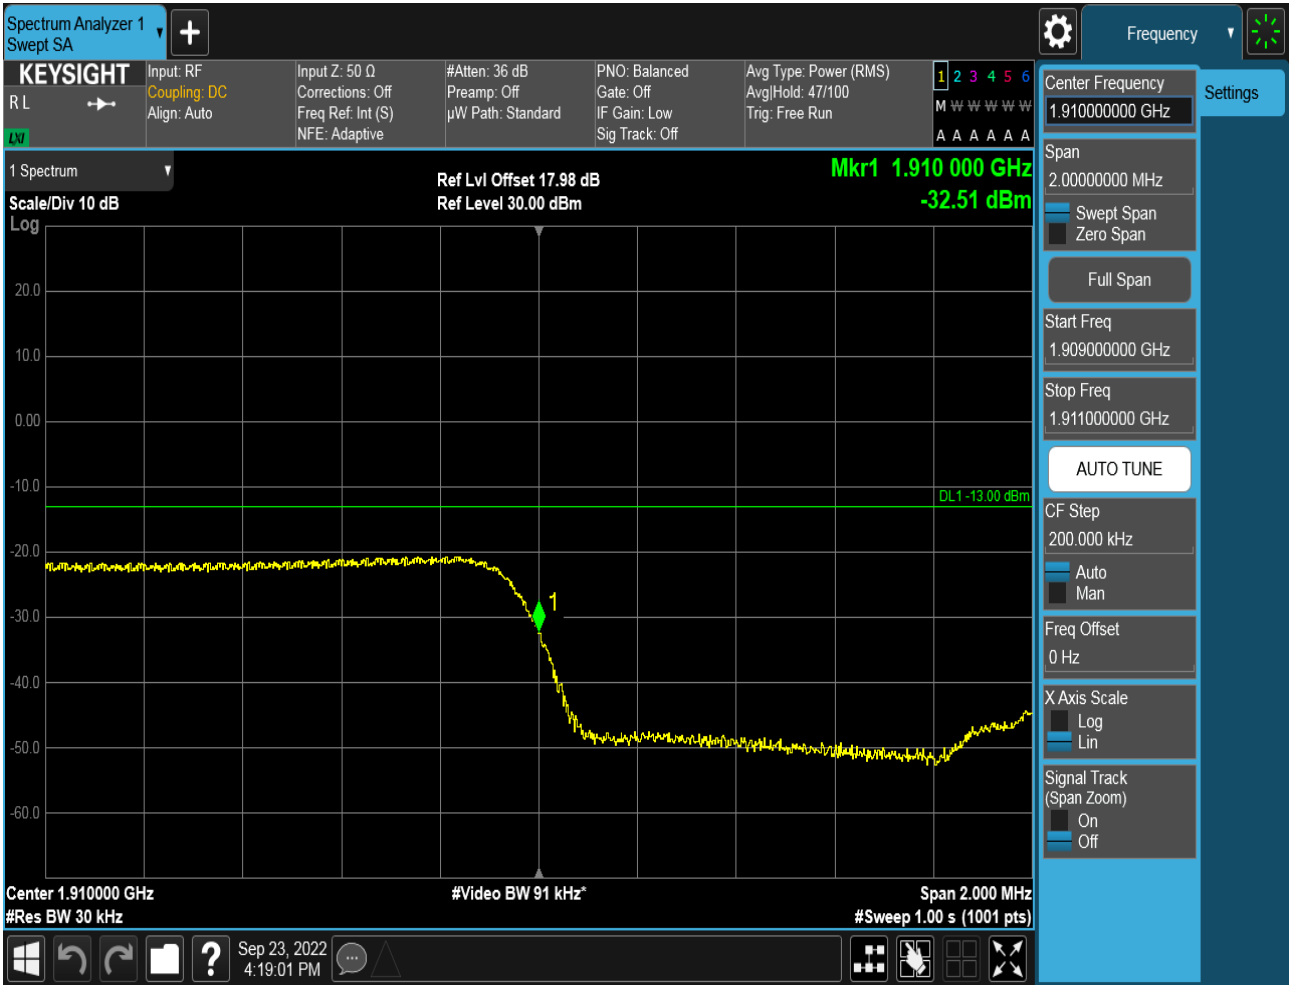 Spectrum Analyzer 1
Swept SA
Frequency
KEYSIGHT
R L
LXI
Input: RF
Coupling: DC
Align: Auto
Input Z: 50 Ω
Corrections: Off
Freq Ref: Int (S)
NFE: Adaptive
#Atten: 36 dB
Preamp: Off
µW Path: Standard
PNO: Balanced
Gate: Off
IF Gain: Low
Sig Track: Off
Avg Type: Power (RMS)
Avg|Hold: 47/100
Trig: Free Run
1 2 3 4 5 6
M W W W W W
A A A A A A
Center Frequency
1.910000000 GHz
Settings
Span
2.00000000 MHz
Swept Span
Zero Span
Full Span
Start Freq
1.909000000 GHz
Stop Freq
1.911000000 GHz
AUTO TUNE
CF Step
200.000 kHz
Auto
Man
Freq Offset
0 Hz
X Axis Scale
Log
Lin
Signal Track
(Span Zoom)
On
Off
1 Spectrum
Scale/Div 10 dB
Log
Ref Lvl Offset 17.98 dB
Ref Level 30.00 dBm
Mkr1 1.910 000 GHz
-32.51 dBm
20.0
10.0
0.00
-10.0
DL1 -13.00 dBm
-20.0
1
-30.0
-40.0
-50.0
-60.0
Center 1.910000 GHz
#Video BW 91 kHz*
Span 2.000 MHz
#Res BW 30 kHz
#Sweep 1.00 s (1001 pts)
?
Sep 23, 2022
4:19:01 PM